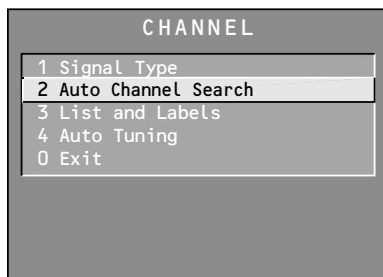 CHANNEL
1 Signal Type
2 Auto Channel Search
3 List and Labels
4 Auto Tuning
0 Exit